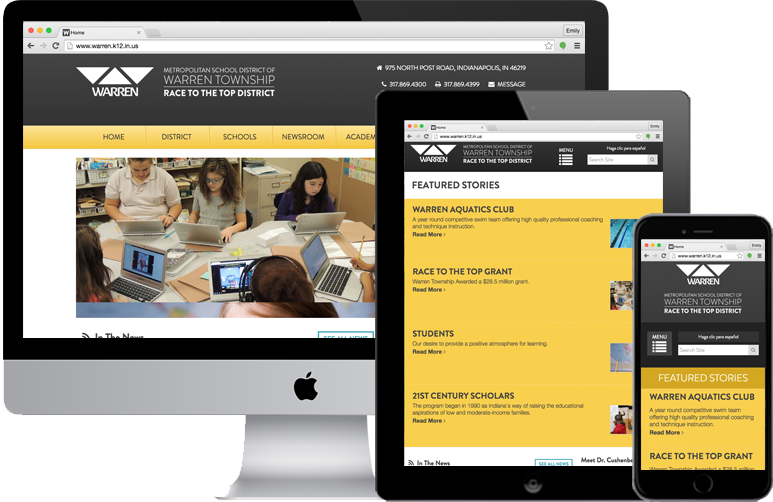 Home
Emily
www.warren.k12.in.us
METROPOLITAN SCHOOL DISTRICT OF
WARREN TOWNSHIP
RACE TO THE TOP DISTRICT
WARREN
975 NORTH POST ROAD, INDIANAPOLIS, IN 46219
317.869.4300 317.869.4399 MESSAGE
HOME DISTRICT SCHOOLS NEWSROOM ACADEM
In The News
SEE ALL NEWS
Home
Emily
www.warren.k12.in.us
METROPOLITAN SCHOOL DISTRICT OF
WARREN TOWNSHIP
RACE TO THE TOP DISTRICT
WARREN
MENU
Haga clic para español
Search Site
FEATURED STORIES
WARREN AQUATICS CLUB
A year round competitive swim team offering high quality professional coaching
and technique instruction.
Read More ›
RACE TO THE TOP GRANT
Warren Township Awarded a $28.5 million grant.
Read More ›
STUDENTS
Our desire to provide a positive atmosphere for learning.
Read More ›
21ST CENTURY SCHOLARS
The program began in 1990 as Indiana's way of raising the educational
aspirations of low and moderate-income families.
Read More ›
In The News
SEE ALL NEWS
Meet Dr. Cushenbe
Home
Emily
www.warren.k12.in.us
WARREN
METROPOLITAN SCHOOL DISTRICT OF
WARREN TOWNSHIP
RACE TO THE TOP DISTRICT
MENU
Haga clic para español
Search Site
FEATURED STORIES
WARREN AQUATICS CLUB
A year round competitive swim team
offering high quality professional
coaching and technique
instruction.
Read More ›
RACE TO THE TOP GRANT
Warren Township Awarded a $28.5